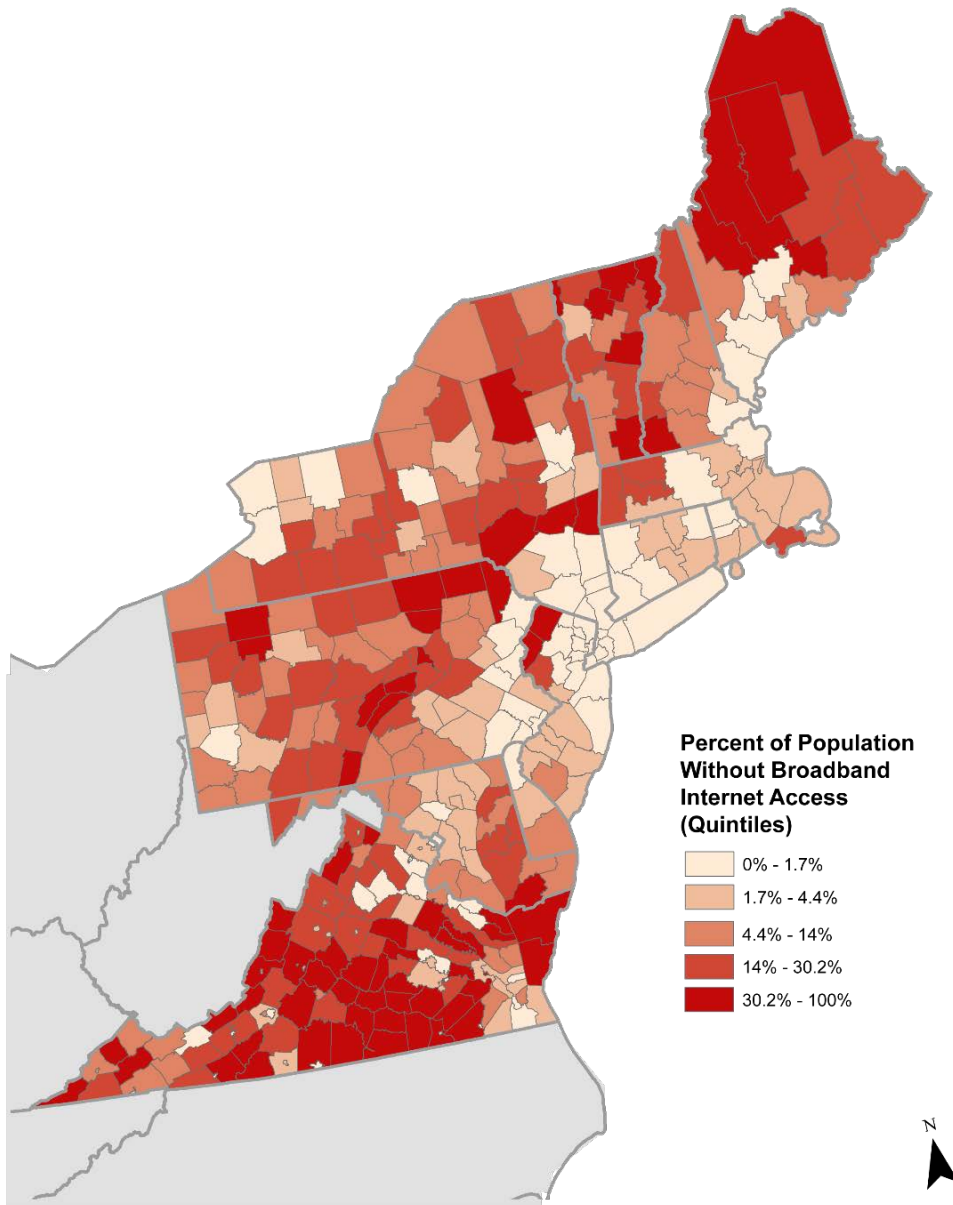 Percent of Population
Without Broadband
Internet Access
(Quintiles)
0% - 1.7%
1.7% - 4.4%
4.4% - 14%
14% - 30.2%
30.2% - 100%
N